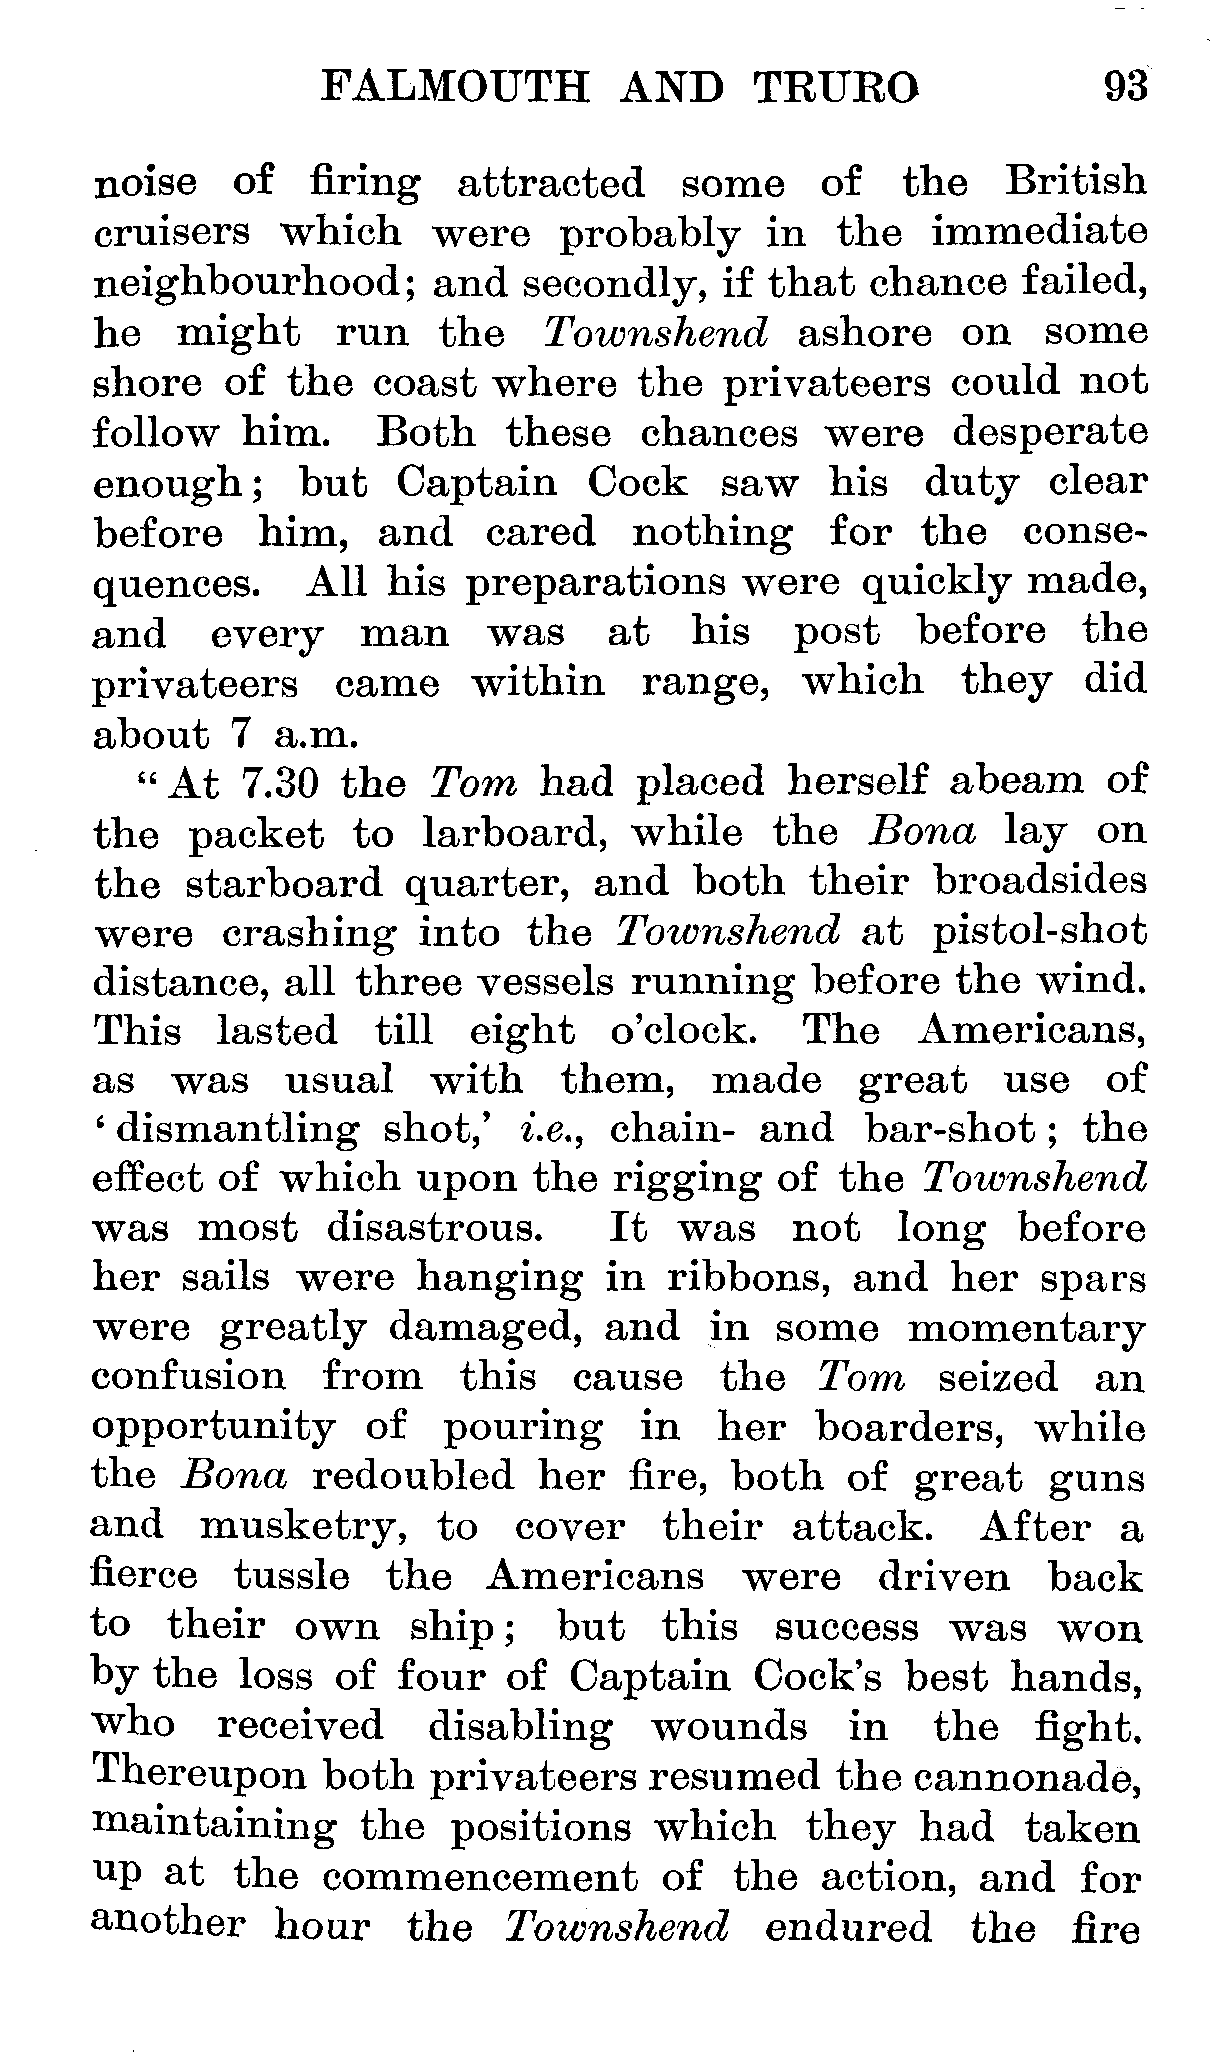 FALMOUTH AND TRURO 93
noise of firing attracted some of the British
cruisers which were probably in the immediate
neighbourhood; and secondly, if that chance failed,
he might run the Townshend ashore on some
shore of the coast where the privateers could not
follow him. Both these chances were desperate
enough; but Captain Cock saw his duty clear
before him, and cared nothing for the conse-
quences. All his preparations were quickly made,
and every man was at his post before the
privateers came within range, which they did
about 7 a.m.
“At 7.30 the Tom had placed herself abeam of
the packet to larboard, while the Bona lay on
the starboard quarter, and both their broadsides
were crashing into the Townshend at pistol-shot
distance, all three vessels running before the wind.
This lasted till eight o’clock. The Americans,
as was usual with them, made great use of
‘dismantling shot,’ i.e., chain- and bar-shot; the
effect of which upon the rigging of the Townshend
was most disastrous. It was not long before
her sails were hanging in ribbons, and her spars
were greatly damaged, and in some momentary
confusion from this cause the Tom seized an
opportunity of pouring in her boarders, while
the Bona redoubled her fire, both of great guns
and musketry, to cover their attack. After a
fierce tussle the Americans were driven back
to their own ship; but this success was won
by the loss of four of Captain Cock’s best hands,
who received disabling wounds in the fight.
Thereupon both privateers resumed the cannonade,
maintaining the positions which they had taken
up at the commencement of the action, and for
another hour the Townshend endured the fire